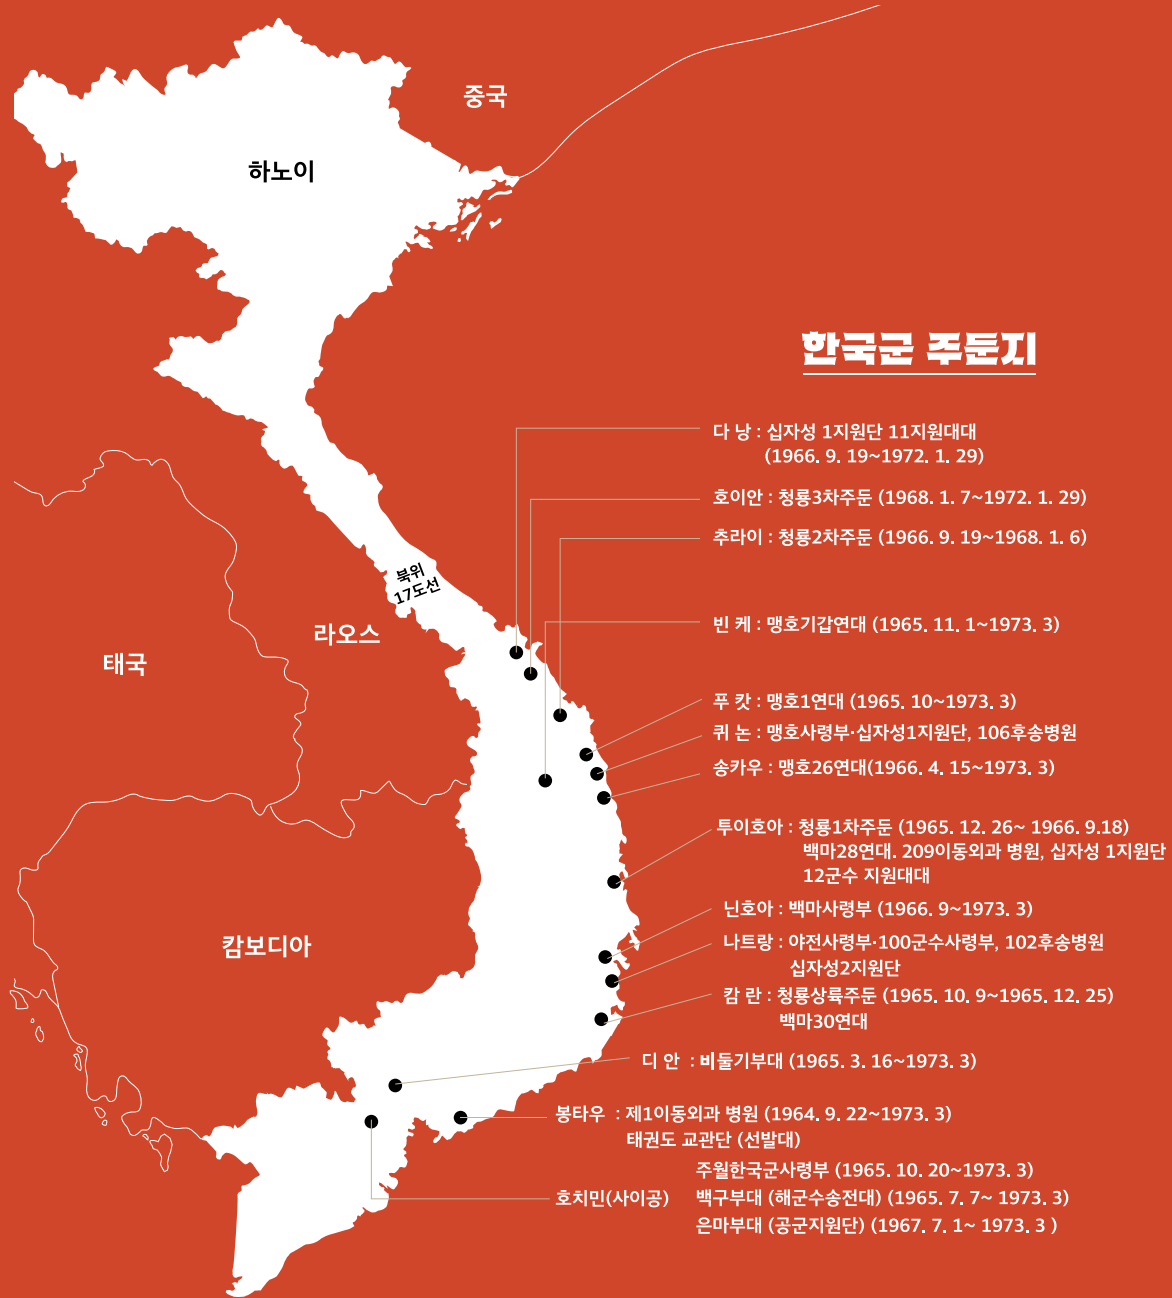 중국
하노이
한국군 주둔지
다 낭 : 십자성 1지원단 11지원대대
(1966. 9. 19~1972. 1. 29)
호이안 : 청룡3차주둔 (1968. 1. 7~1972. 1. 29)
추라이 : 청룡2차주둔 (1966. 9. 19~1968. 1. 6)
북위
17도선
빈 케 : 맹호기갑연대 (1965. 11. 1~1973. 3)
라오스
태국
푸 캇 : 맹호1연대 (1965. 10~1973. 3)
퀴 논 : 맹호사령부·십자성1지원단, 106후송병원
송카우 : 맹호26연대(1966. 4. 15~1973. 3)
투이호아 : 청룡1차주둔 (1965. 12. 26~ 1966. 9.18)
백마28연대. 209이동외과 병원, 십자성 1지원단
12군수 지원대대
닌호아 : 백마사령부 (1966. 9~1973. 3)
나트랑 : 야전사령부·100군수사령부, 102후송병원
십자성2지원단
캄보디아
캄 란 : 청룡상륙주둔 (1965. 10. 9~1965. 12. 25)
백마30연대
디 안 : 비둘기부대 (1965. 3. 16~1973. 3)
봉타우 : 제1이동외과 병원 (1964. 9. 22~1973. 3)
태권도 교관단 (선발대)
주월한국군사령부 (1965. 10. 20~1973. 3)
호치민(사이공) 백구부대 (해군수송전대) (1965. 7. 7~ 1973. 3)
은마부대 (공군지원단) (1967. 7. 1~ 1973. 3 )